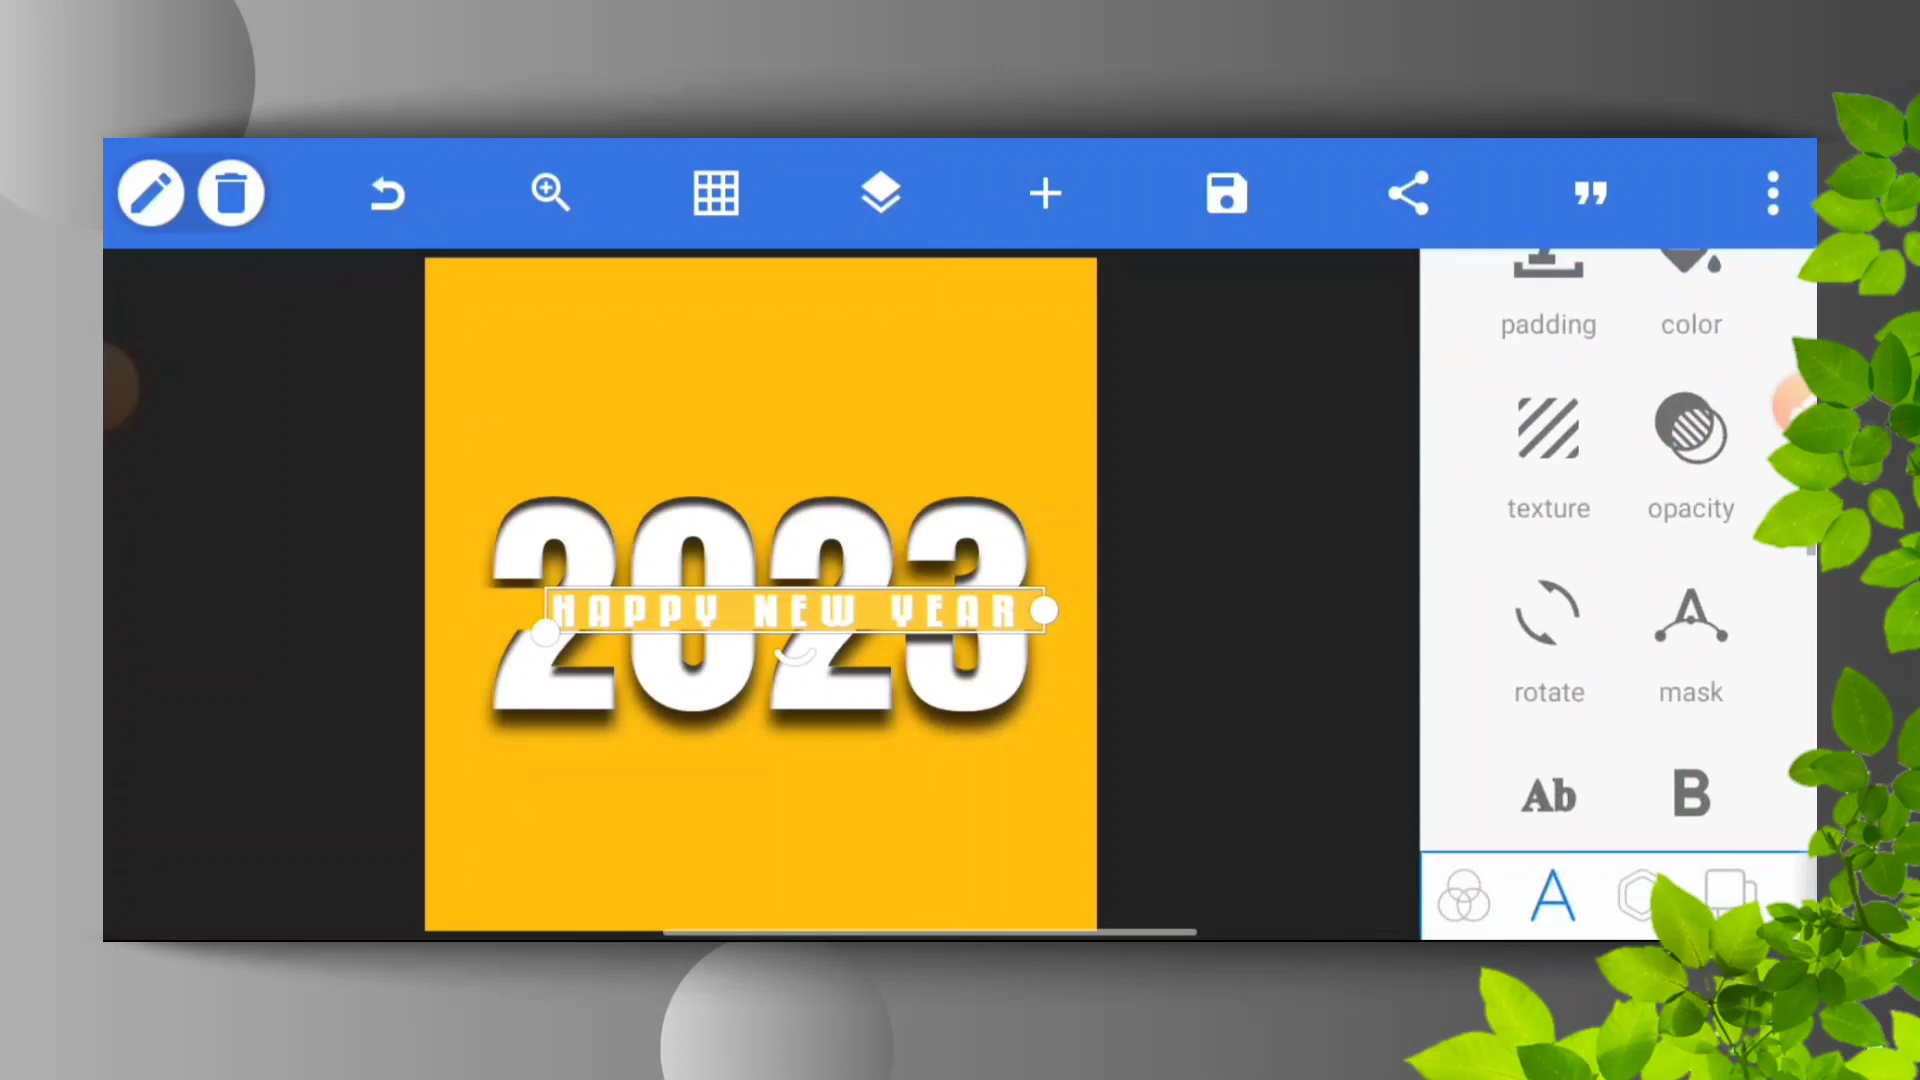 padding color
texture opacity
2023
HAPPY NEW YEAR
rotate mask
Ab B
A